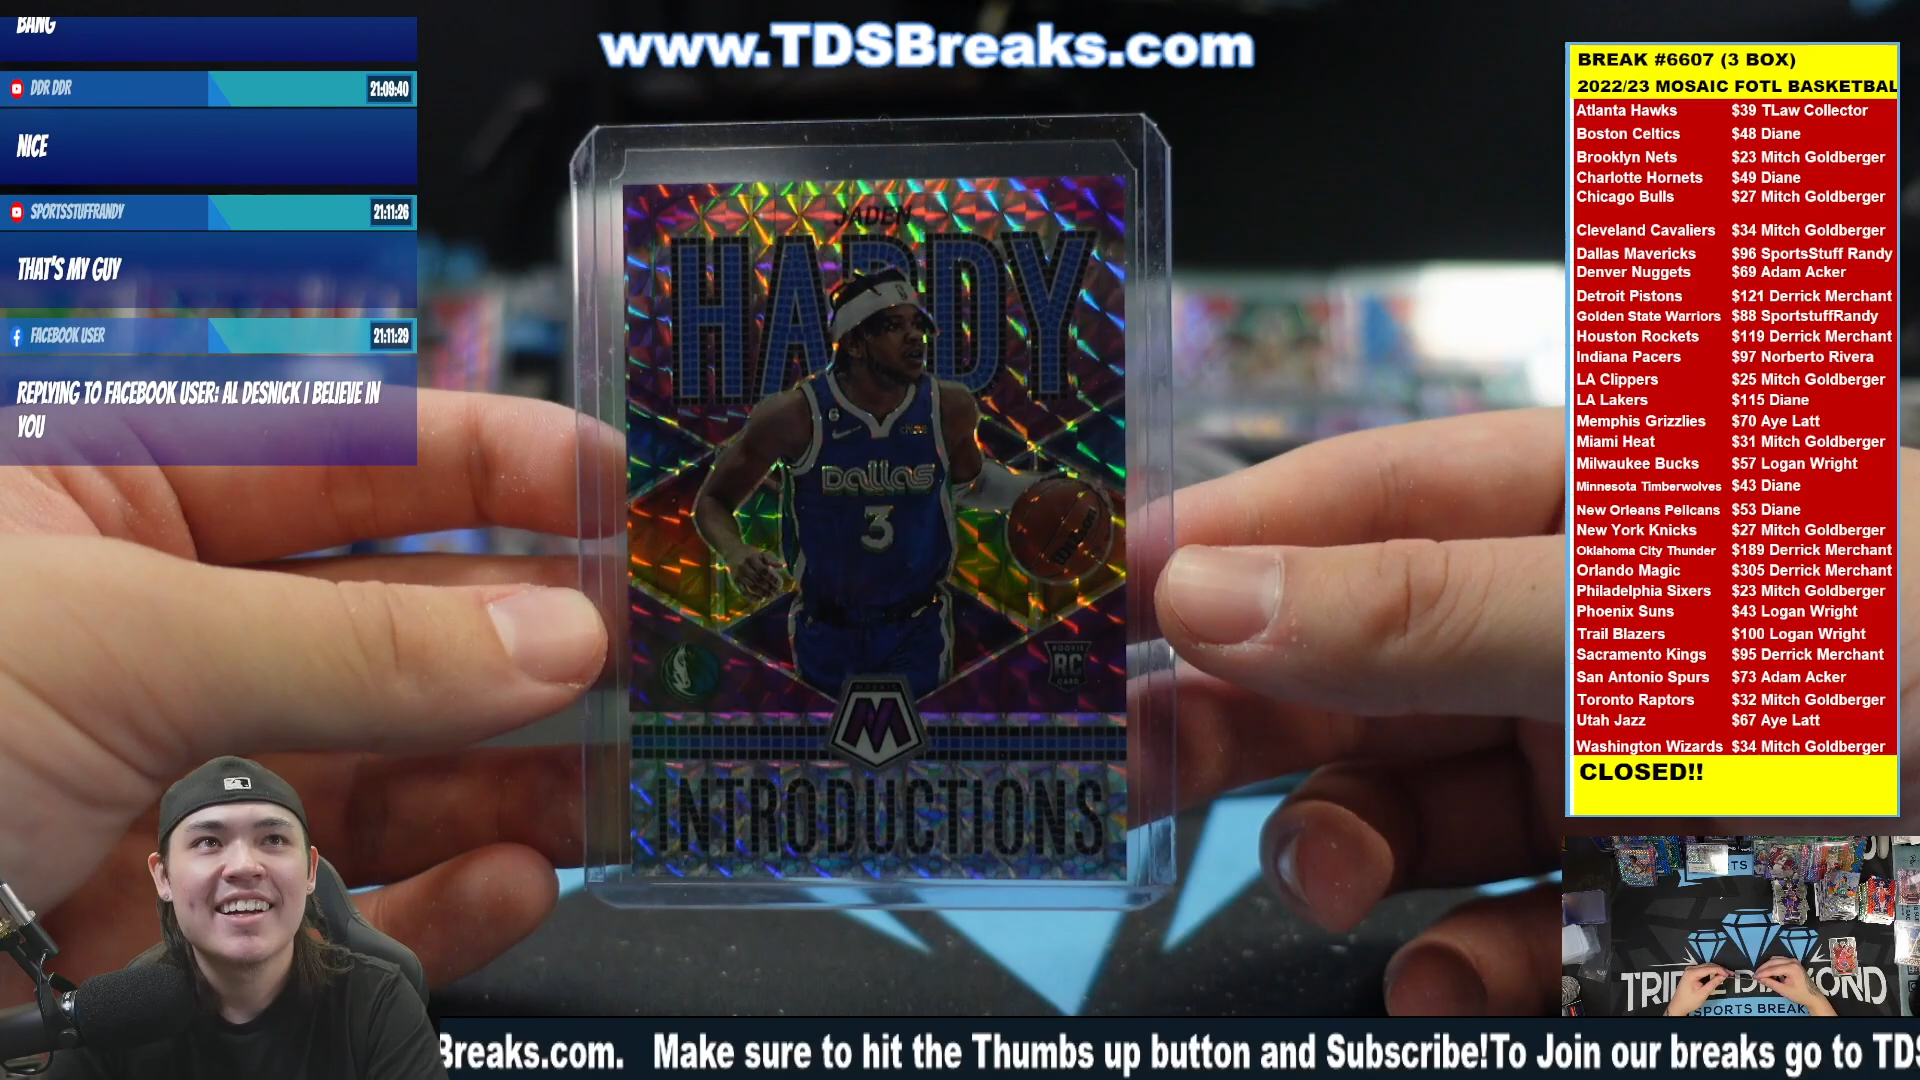 BANG
DDR DDR
21:09:40
NICE
SPORTSSTUFFRANDY
21:11:26
THAT'S MY GUY
FACEBOOK USER
21:11:29
REPLYING TO FACEBOOK USER: AL DESNICK I BELIEVE IN
YOU
www.TDSBreaks.com
JADEN
HARDY
6
Dallas
3
WILSON
ROOKIE
RC
CARD
MOSAIC
M
INTRODUCTIONS
BREAK #6607 (3 BOX)
2022/23 MOSAIC FOTL BASKETBAL
Atlanta Hawks $39 TLaw Collector
Boston Celtics $48 Diane
Brooklyn Nets $23 Mitch Goldberger
Charlotte Hornets $49 Diane
Chicago Bulls $27 Mitch Goldberger
Cleveland Cavaliers $34 Mitch Goldberger
Dallas Mavericks $96 SportsStuff Randy
Denver Nuggets $69 Adam Acker
Detroit Pistons $121 Derrick Merchant
Golden State Warriors $88 SportstuffRandy
Houston Rockets $119 Derrick Merchant
Indiana Pacers $97 Norberto Rivera
LA Clippers $25 Mitch Goldberger
LA Lakers $115 Diane
Memphis Grizzlies $70 Aye Latt
Miami Heat $31 Mitch Goldberger
Milwaukee Bucks $57 Logan Wright
Minnesota Timberwolves $43 Diane
New Orleans Pelicans $53 Diane
New York Knicks $27 Mitch Goldberger
Oklahoma City Thunder $189 Derrick Merchant
Orlando Magic $305 Derrick Merchant
Philadelphia Sixers $23 Mitch Goldberger
Phoenix Suns $43 Logan Wright
Trail Blazers $100 Logan Wright
Sacramento Kings $95 Derrick Merchant
San Antonio Spurs $73 Adam Acker
Toronto Raptors $32 Mitch Goldberger
Utah Jazz $67 Aye Latt
Washington Wizards $34 Mitch Goldberger
CLOSED!!
TRIPLE DIAMOND
SPORTS BREAK
Breaks.com. Make sure to hit the Thumbs up button and Subscribe!To Join our breaks go to TDS